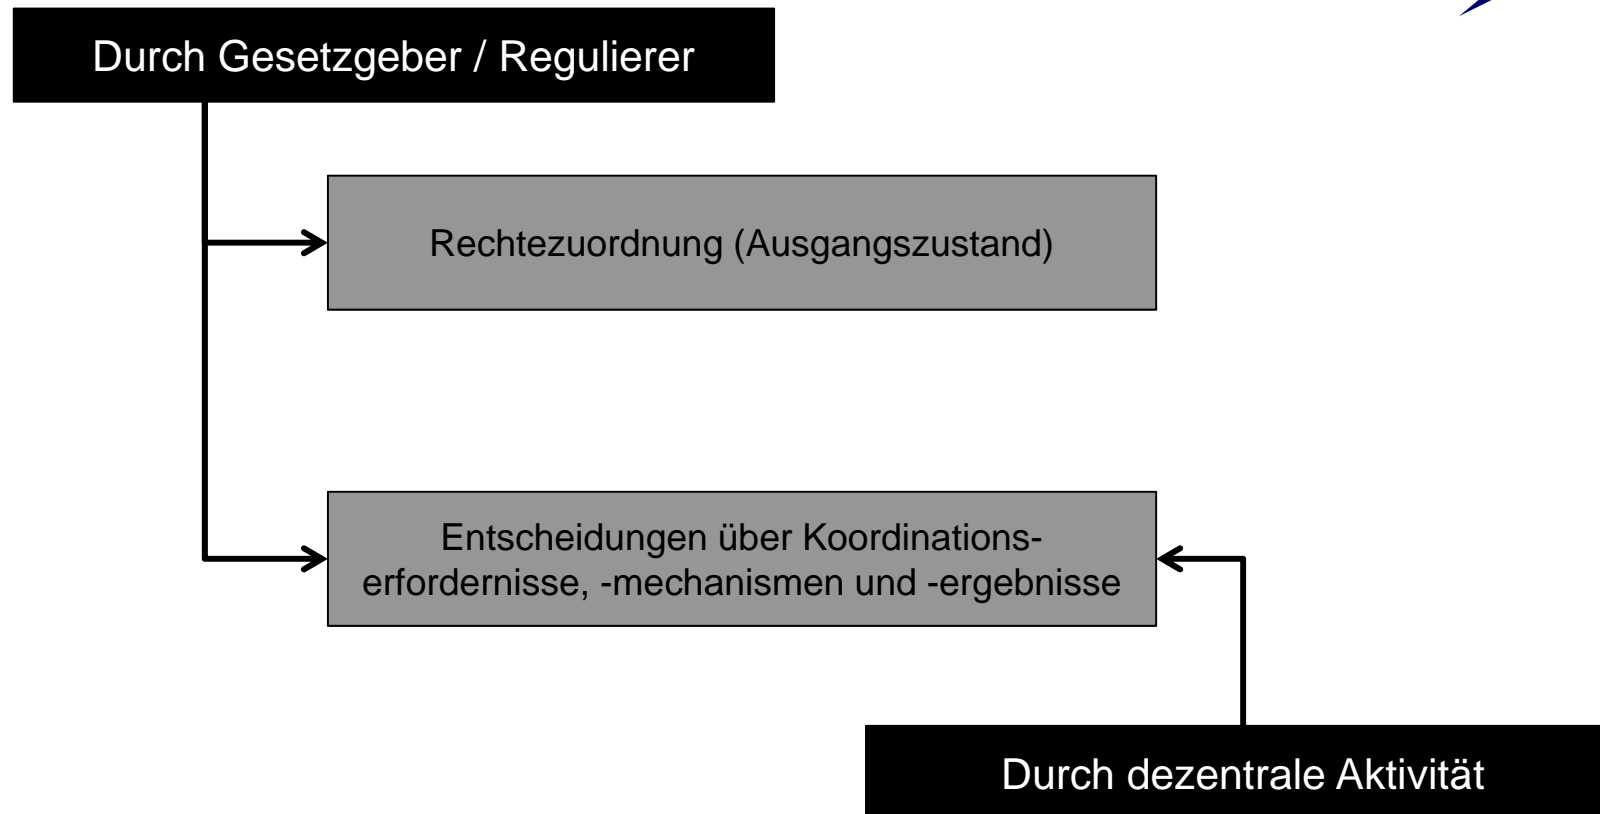 Durch Gesetzgeber / Regulierer
Rechtezuordnung (Ausgangszustand)
Entscheidungen über Koordinations-
erfordernisse, -mechanismen und -ergebnisse
Durch dezentrale Aktivität